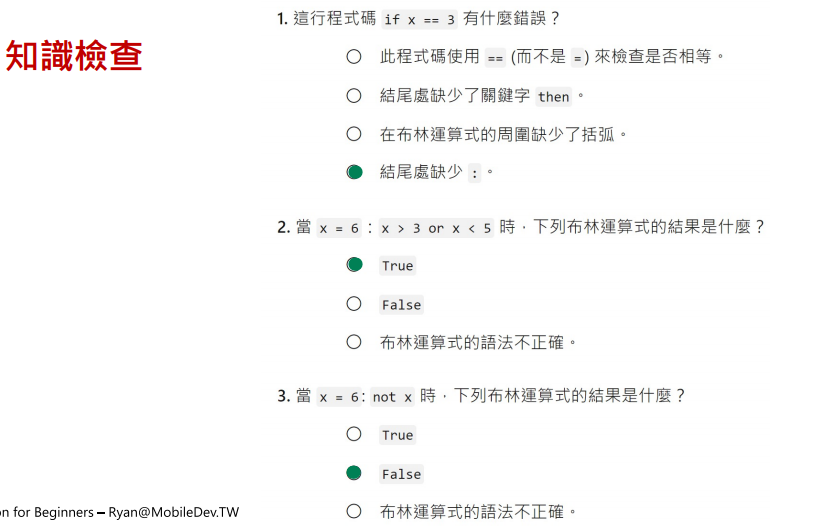 知識檢查
1. 這行程式碼 if x == 3 有什麼錯誤？
此程式碼使用 == (而不是 =) 來檢查是否相等。
結尾處缺少了關鍵字 then 。
在布林運算式的周圍缺少了括弧。
結尾處缺少 : 。
2. 當 x = 6 : x > 3 or x < 5 時，下列布林運算式的結果是什麼？
True
False
布林運算式的語法不正確。
3. 當 x = 6: not x 時，下列布林運算式的結果是什麼？
True
False
布林運算式的語法不正確。
on for Beginners – Ryan@MobileDev.TW